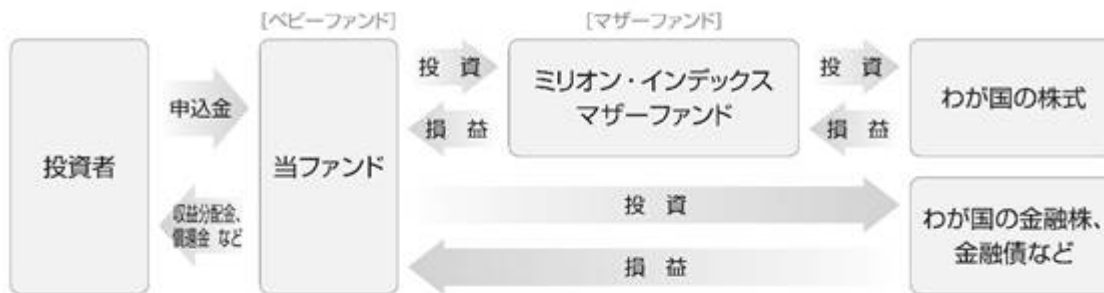 [ベビーファンド]
[マザーファンド]
投資者
申込金
収益分配金、
償還金 など
当ファンド
投 資
損 益
ミリオン・インデックス
マザーファンド
投 資
損 益
わが国の株式
投 資
損 益
わが国の金融株、
金融債など